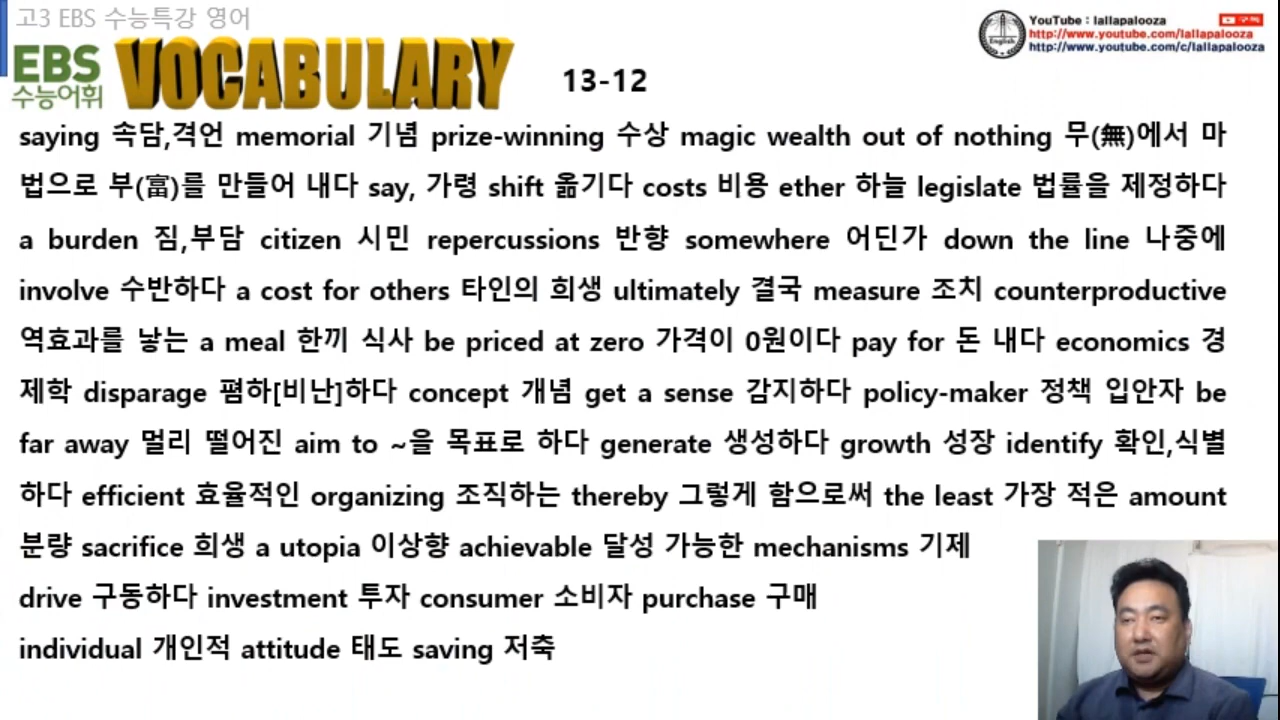 고3 EBS 수능특강 영어
EBS
수능어휘
VOCABULARY
13-12
English
YouTube : lallapalooza
구독
http://www.youtube.com/lallapalooza
http://www.youtube.com/c/lallapalooza
saying 속담,격언 memorial 기념 prize-winning 수상 magic wealth out of nothing 무(無)에서 마
법으로 부(富)를 만들어 내다 say, 가령 shift 옮기다 costs 비용 ether 하늘 legislate 법률을 제정하다
a burden 짐,부담 citizen 시민 repercussions 반향 somewhere 어딘가 down the line 나중에
involve 수반하다 a cost for others 타인의 희생 ultimately 결국 measure 조치 counterproductive
역효과를 낳는 a meal 한끼 식사 be priced at zero 가격이 0원이다 pay for 돈 내다 economics 경
제학 disparage 폄하[비난]하다 concept 개념 get a sense 감지하다 policy-maker 정책 입안자 be
far away 멀리 떨어진 aim to ~을 목표로 하다 generate 생성하다 growth 성장 identify 확인,식별
하다 efficient 효율적인 organizing 조직하는 thereby 그렇게 함으로써 the least 가장 적은 amount
분량 sacrifice 희생 a utopia 이상향 achievable 달성 가능한 mechanisms 기제
drive 구동하다 investment 투자 consumer 소비자 purchase 구매
individual 개인적 attitude 태도 saving 저축